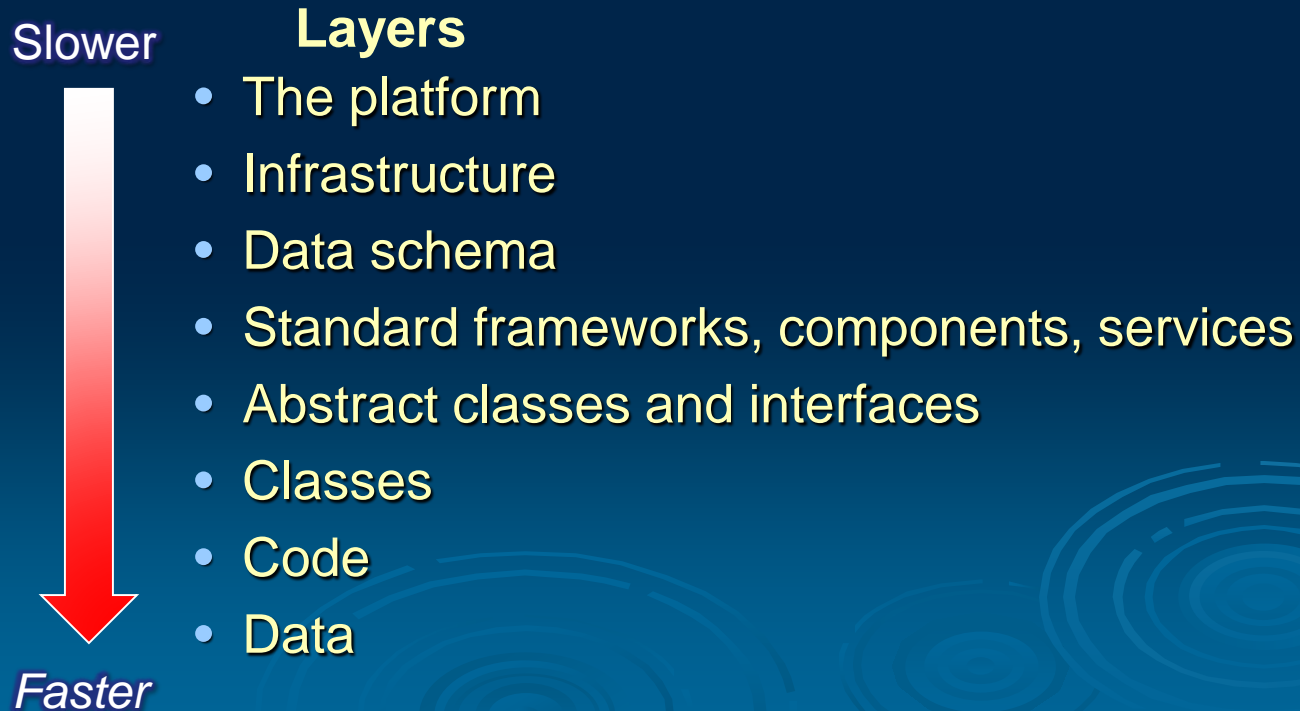 Slower
Layers
• The platform
• Infrastructure
• Data schema
• Standard frameworks, components, services
• Abstract classes and interfaces
• Classes
• Code
• Data
Faster